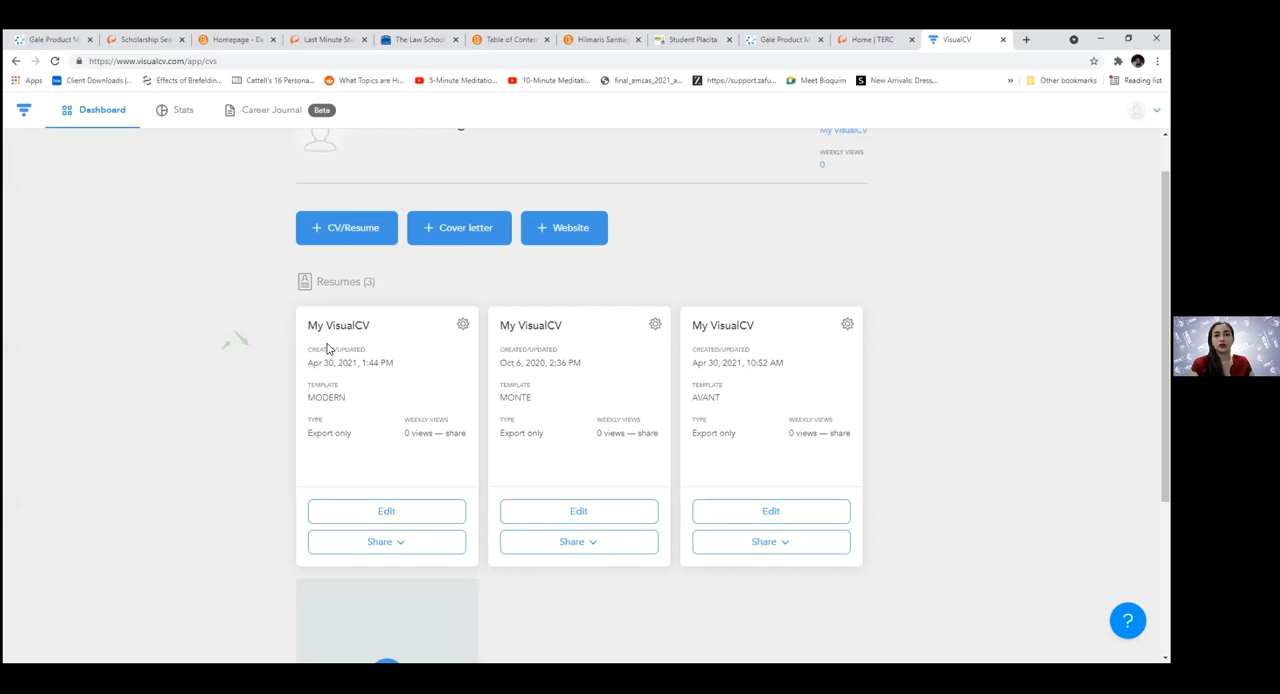 Gale Product M
Scholarship Sea
Homepage - De
Last Minute Stu
The Law School
Table of Conten
Hilmaris Santia
Student Placita
Gale Product M
Home | TERC
VisualCV
https://www.visualcv.com/app/cvs
Apps
Client Downloads |...
Effects of Brefeldin...
Cattell's 16 Persona...
What Topics are Hi...
5-Minute Meditatio...
10-Minute Meditati...
final_amcas_2021_a...
https://support.zafu...
Meet Bioquim
New Arrivals: Dress...
»
Other bookmarks
Reading list
Dashboard
Stats
Career Journal Beta
My VisualCV
WEEKLY VIEWS
0
+ CV/Resume
+ Cover letter
+ Website
Resumes (3)
My VisualCV
CREATED/UPDATED
Apr 30, 2021, 1:44 PM
TEMPLATE
MODERN
TYPE WEEKLY VIEWS
Export only 0 views — share
Edit
Share
My VisualCV
CREATED/UPDATED
Oct 6, 2020, 2:36 PM
TEMPLATE
MONTE
TYPE WEEKLY VIEWS
Export only 0 views — share
Edit
Share
My VisualCV
CREATED/UPDATED
Apr 30, 2021, 10:52 AM
TEMPLATE
AVANT
TYPE WEEKLY VIEWS
Export only 0 views — share
Edit
Share
?